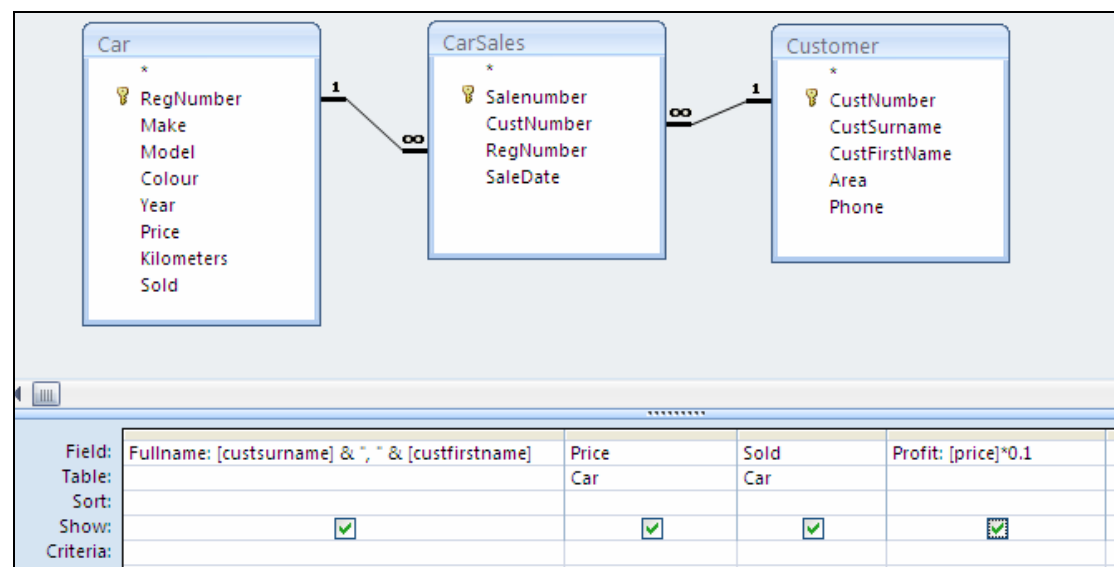 Car
*
RegNumber
Make
Model
Colour
Year
Price
Kilometers
Sold
1
∞
CarSales
*
Salenumber
CustNumber
RegNumber
SaleDate
∞
1
Customer
*
CustNumber
CustSurname
CustFirstName
Area
Phone
Field: Fullname: [custsurname] & ", " & [custfirstname] Price Sold Profit: [price]*0.1
Table: Car Car
Sort:
Show:
Criteria: